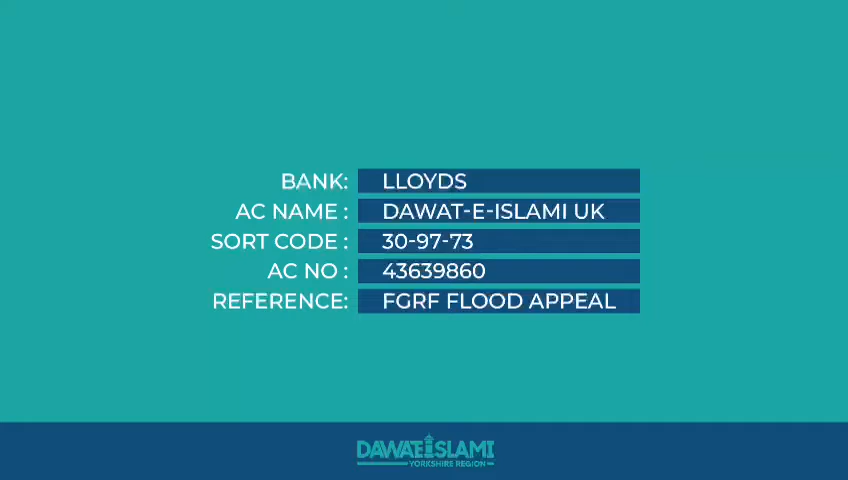 BANK: LLOYDS
AC NAME : DAWAT-E-ISLAMI UK
SORT CODE : 30-97-73
AC NO : 43639860
REFERENCE: FGRF FLOOD APPEAL
DAWATEISLAMI
YORKSHIRE REGION